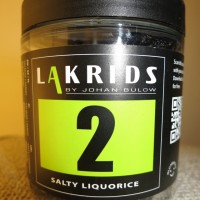 LAKRIDS
BY JOHAN BÜLOW
2
SALTY LIQUORICE